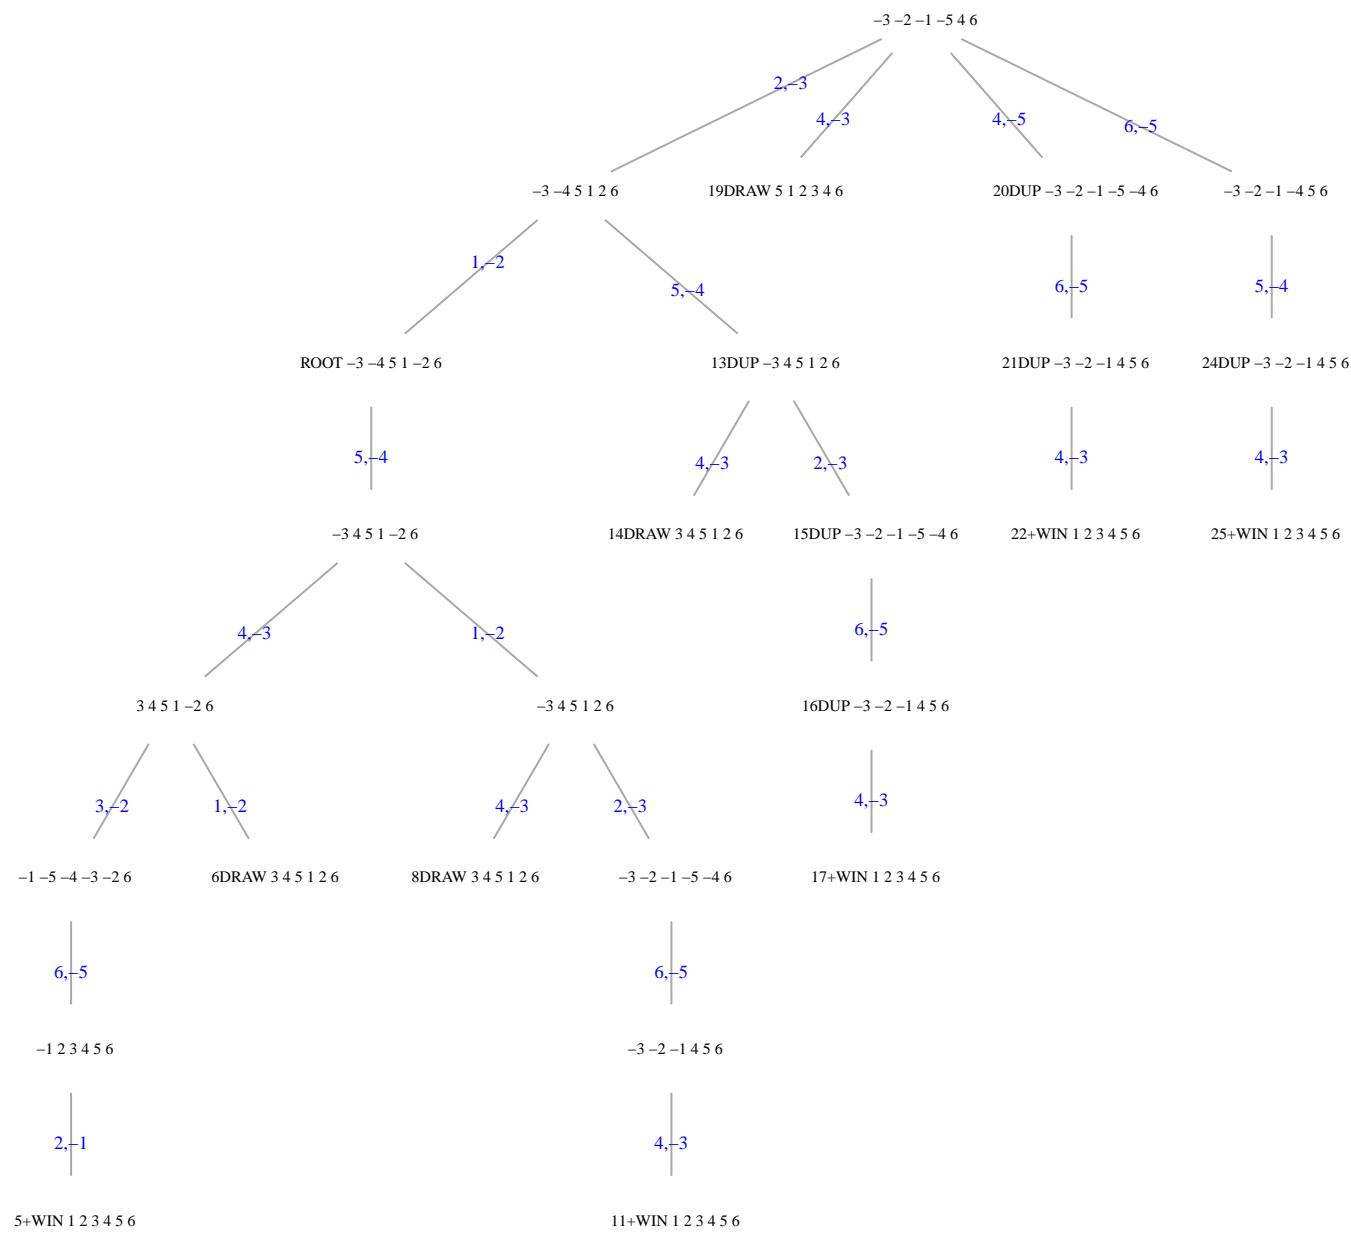 −3 −2 −1 −5 4 6
2,−3
4,−3
4,−5
6,−5
−3 −4 5 1 2 6
19DRAW 5 1 2 3 4 6
20DUP −3 −2 −1 −5 −4 6
−3 −2 −1 −4 5 6
1,−2
5,−4
6,−5
5,−4
ROOT −3 −4 5 1 −2 6
13DUP −3 4 5 1 2 6
21DUP −3 −2 −1 4 5 6
24DUP −3 −2 −1 4 5 6
5,−4
4,−3
2,−3
4,−3
4,−3
−3 4 5 1 −2 6
14DRAW 3 4 5 1 2 6
15DUP −3 −2 −1 −5 −4 6
22+WIN 1 2 3 4 5 6
25+WIN 1 2 3 4 5 6
4,−3
1,−2
6,−5
3 4 5 1 −2 6
−3 4 5 1 2 6
16DUP −3 −2 −1 4 5 6
3,−2
1,−2
4,−3
2,−3
4,−3
−1 −5 −4 −3 −2 6
6DRAW 3 4 5 1 2 6
8DRAW 3 4 5 1 2 6
−3 −2 −1 −5 −4 6
17+WIN 1 2 3 4 5 6
6,−5
6,−5
−1 2 3 4 5 6
−3 −2 −1 4 5 6
2,−1
4,−3
5+WIN 1 2 3 4 5 6
11+WIN 1 2 3 4 5 6